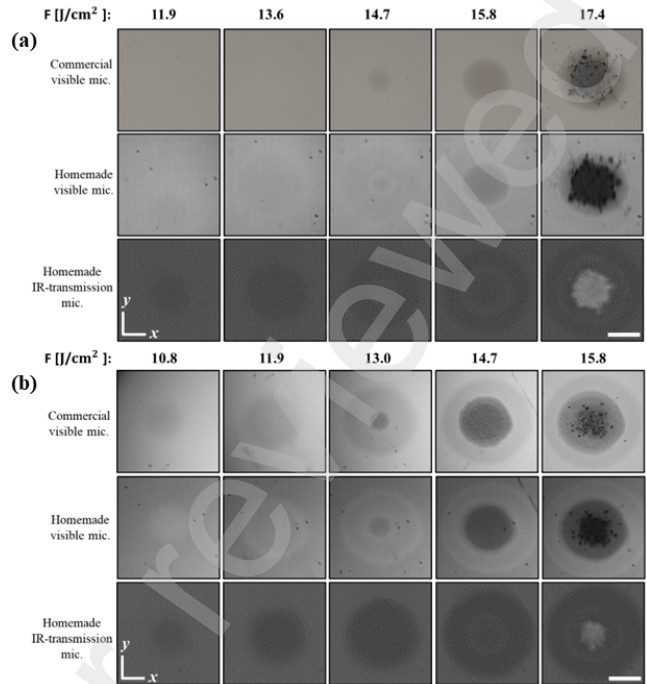 F [J/cm² ]: 11.9 13.6 14.7 15.8 17.4
(a)
Commercial
visible mic.
Homemade
visible mic.
Homemade
IR-transmission
mic.
y
x
F [J/cm² ]: 10.8 11.9 13.0 14.7 15.8
(b)
Commercial
visible mic.
Homemade
visible mic.
Homemade
IR-transmission
mic.
y
x
r reviewed